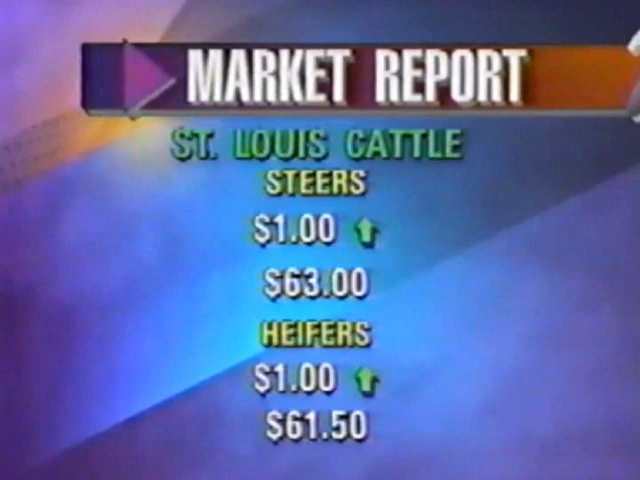 MARKET REPORT
ST. LOUIS CATTLE
STEERS
$1.00
$63.00
HEIFERS
$1.00
$61.50